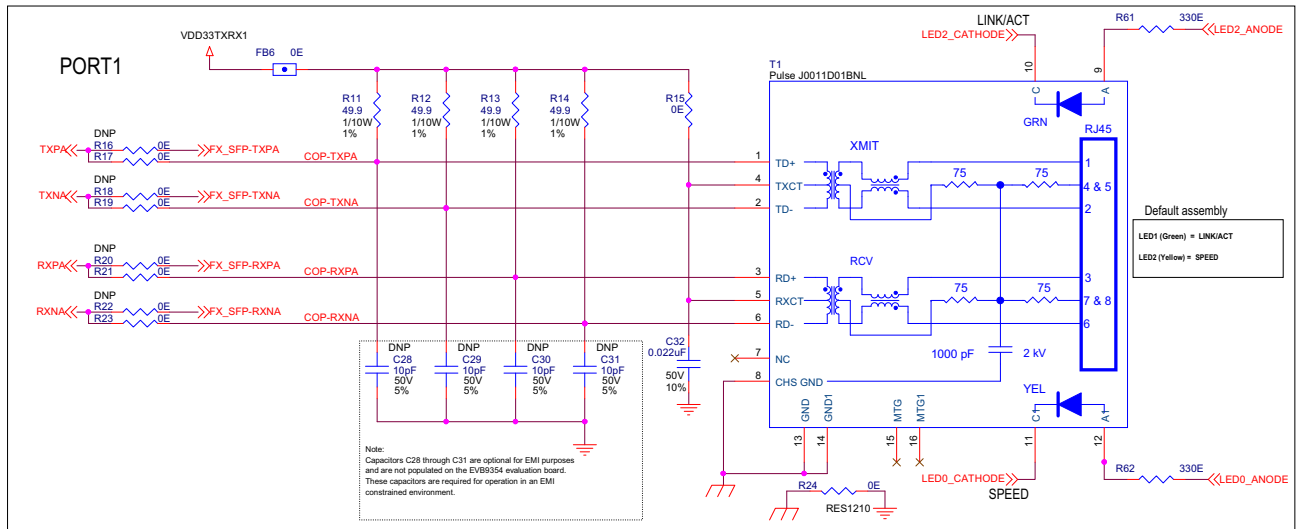 PORT1
VDD33TXRX1
FB6 0E
R11
49.9
1/10W
1%
R12
49.9
1/10W
1%
R13
49.9
1/10W
1%
R14
49.9
1/10W
1%
R15
0E
DNP
TXPA R16 0E FX_SFP-TXPA
R17 COP-TXPA
DNP
TXNA R18 0E FX_SFP-TXNA
R19 COP-TXNA
DNP
RXPA R20 0E FX_SFP-RXPA
R21 COP-RXPA
DNP
RXNA R22 0E FX_SFP-RXNA
R23 COP-RXNA
DNP
C28
10pF
50V
5%
DNP
C29
10pF
50V
5%
DNP
C30
10pF
50V
5%
DNP
C31
10pF
50V
5%
Note:
Capacitors C28 through C31 are optional for EMI purposes
and are not populated on the EVB9354 evaluation board.
These capacitors are required for operation in an EMI
constrained environment.
C32
0.022uF
50V
10%
T1
Pulse J0011D01BNL
LINK/ACT
LED2_CATHODE
R61 330E
LED2_ANODE
10
9
C
A
GRN
RJ45
XMIT
1 TD+
4 TXCT
2 TD-
75
75
1
4 & 5
2
RCV
3 RD+
5 RXCT
6 RD-
75
75
3
7 & 8
6
7 NC
8 CHS GND
1000 pF
2 kV
YEL
GND
GND1
MTG
MTG1
C1
A1
13
14
15
16
11
12
LED0_CATHODE
SPEED
R62 330E
LED0_ANODE
R24 0E
RES1210
Default assembly
LED1 (Green) = LINK/ACT
LED2 (Yellow) = SPEED